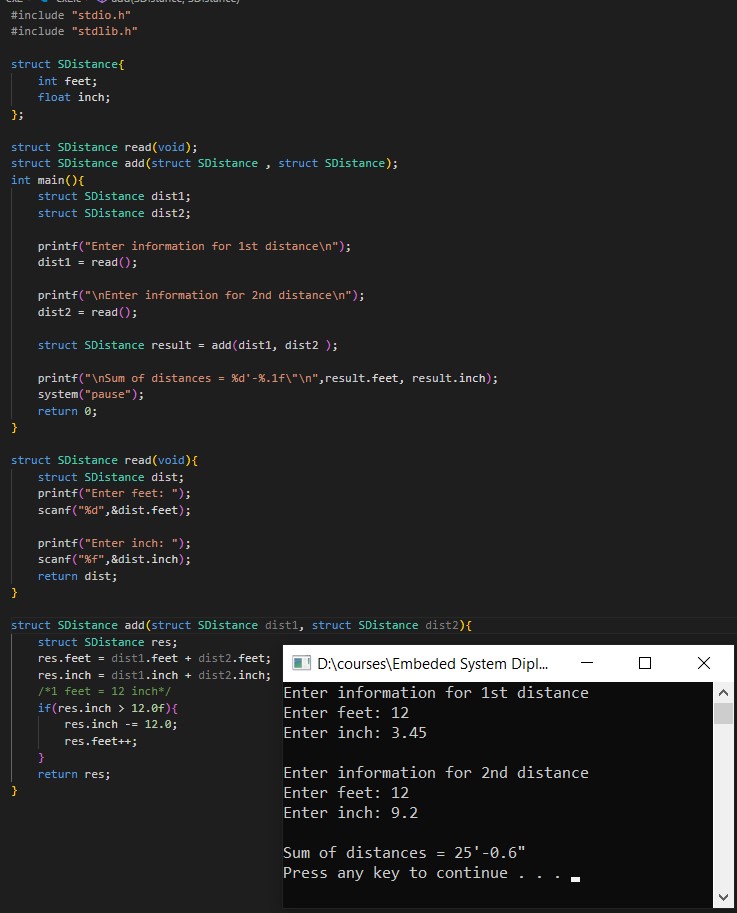 #include "stdio.h"
#include "stdlib.h"

struct SDistance{
    int feet;
    float inch;
};

struct SDistance read(void);
struct SDistance add(struct SDistance , struct SDistance);
int main(){
    struct SDistance dist1;
    struct SDistance dist2;

    printf("Enter information for 1st distance\n");
    dist1 = read();

    printf("\nEnter information for 2nd distance\n");
    dist2 = read();

    struct SDistance result = add(dist1, dist2 );

    printf("\nSum of distances = %d'-%.1f\"\n",result.feet, result.inch);
    system("pause");
    return 0;
}

struct SDistance read(void){
    struct SDistance dist;
    printf("Enter feet: ");
    scanf("%d",&dist.feet);

    printf("Enter inch: ");
    scanf("%f",&dist.inch);
    return dist;
}

struct SDistance add(struct SDistance dist1, struct SDistance dist2){
    struct SDistance res;
    res.feet = dist1.feet + dist2.feet;
    res.inch = dist1.inch + dist2.inch;
    /*1 feet = 12 inch*/
    if(res.inch > 12.0f){
        res.inch -= 12.0;
        res.feet++;
    }
    return res;
}

D:\courses\Embeded System Dipl...
Enter information for 1st distance
Enter feet: 12
Enter inch: 3.45

Enter information for 2nd distance
Enter feet: 12
Enter inch: 9.2

Sum of distances = 25'-0.6"
Press any key to continue . . .